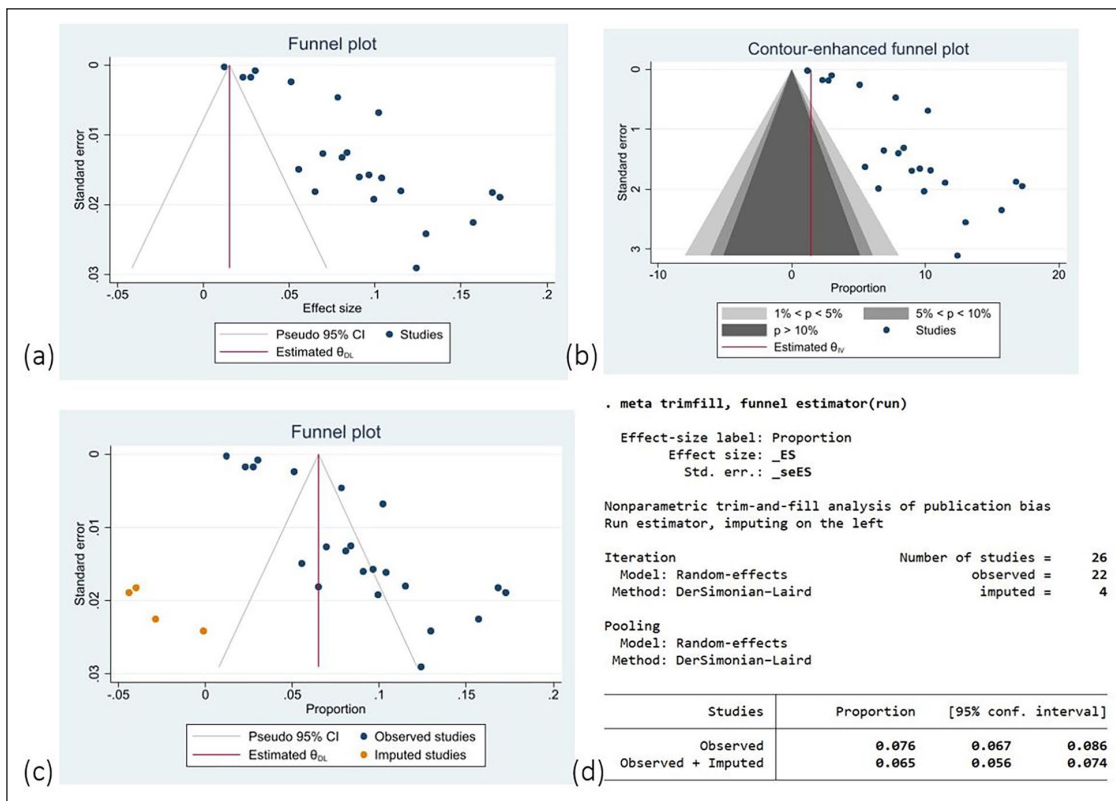 Funnel plot
0
.01
.02
.03
Standard error
-.05 0 .05 .1 .15 .2
Effect size
Pseudo 95% CI Studies
Estimated θDL
(a)
Contour-enhanced funnel plot
0
1
2
3
Standard error
-10 0 10 20
Proportion
1% < p < 5% 5% < p < 10%
p > 10% Studies
Estimated θIV
(b)
Funnel plot
0
.01
.02
.03
Standard error
-.05 0 .05 .1 .15 .2
Proportion
Pseudo 95% CI Observed studies
Estimated θDL Imputed studies
(c)
. meta trimfill, funnel estimator(run)
Effect-size label: Proportion
Effect size: _ES
Std. err.: _seES
Nonparametric trim-and-fill analysis of publication bias
Run estimator, imputing on the left
Iteration Number of studies = 26
Model: Random-effects observed = 22
Method: DerSimonian–Laird imputed = 4
Pooling
Model: Random-effects
Method: DerSimonian–Laird
Studies Proportion [95% conf. interval]
Observed 0.076 0.067 0.086
Observed + Imputed 0.065 0.056 0.074
(d)